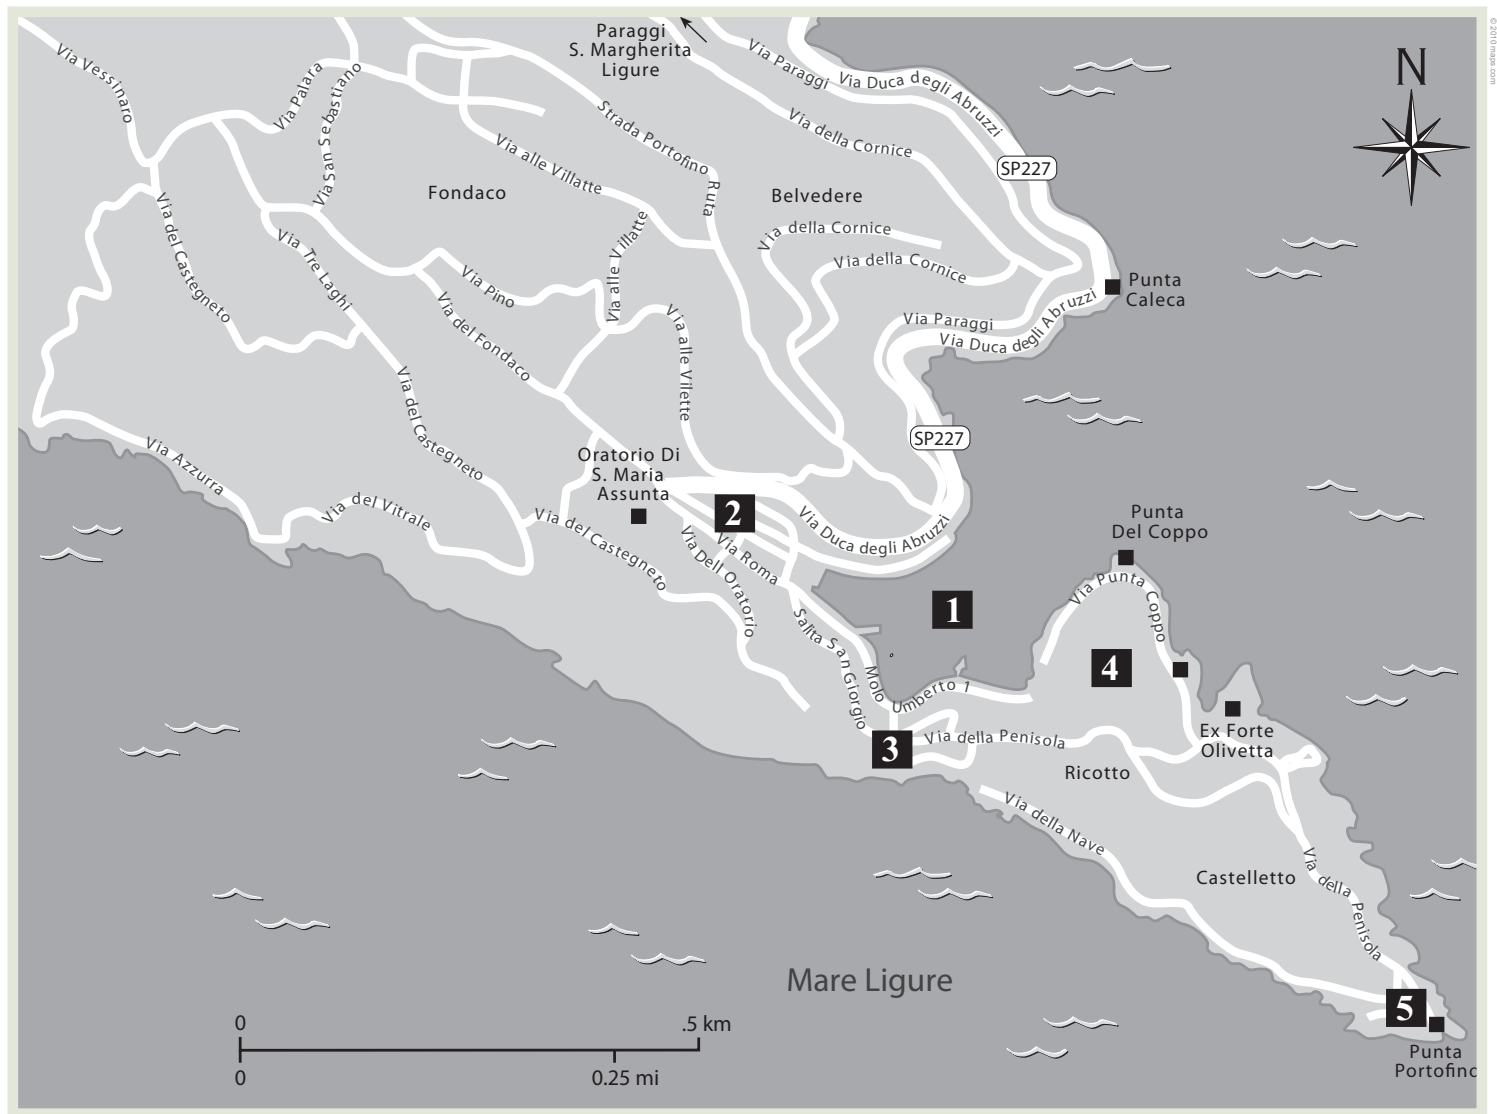 © 2010 maps.com
Paraggi
S. Margherita
Ligure
N
Via Vessinaro
Via Palara
Via San Sebastiano
Via Paraggi
Via Duca degli Abruzzi
Strada Portofino Ruta
Via della Cornice
Via alle Villatte
SP227
Fondaco
Belvedere
Via della Cornice
Via del Castegneto
Via Tre Laghi
Via alle Villatte
Via della Cornice
Via Pino
Punta
Caleca
Via del Fondaco
Via alle Vilette
Via Paraggi
Via Duca degli Abruzzi
Via del Castegneto
SP227
Via Azzurra
Oratorio Di
S. Maria
Assunta
Via del Vitrale
2
Via Duca degli Abruzzi
Punta
Del Coppo
Via del Castegneto
Via Dell Oratorio
Via Roma
Via Punta Coppo
1
Salita San Giorgio
Molo Umberto 1
4
3
Via della Penisola
Ex Forte
Olivetta
Ricotto
Via della Nave
Castelletto
Via della Penisola
Mare Ligure
5
Punta
Portofino
0
.5 km
0
0.25 mi